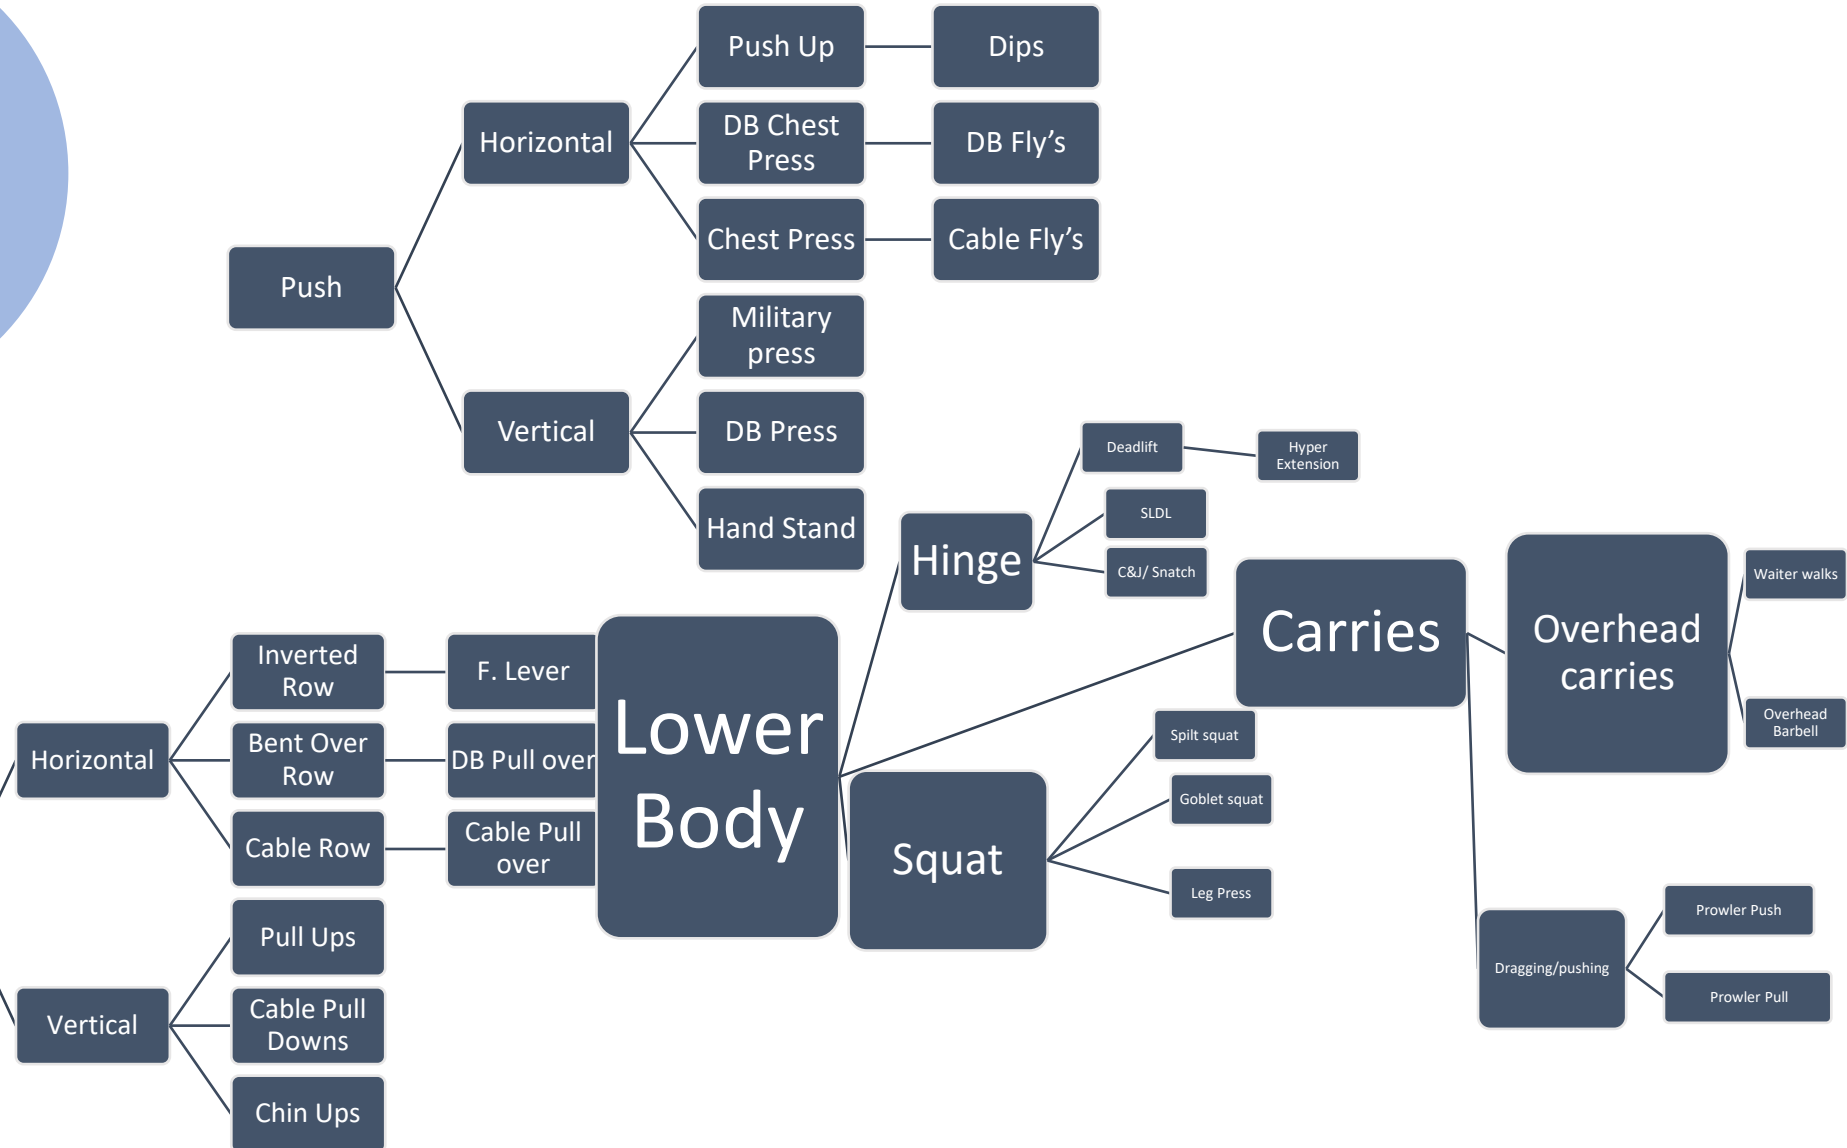 Push
Horizontal
Push Up
Dips
DB Chest
Press
DB Fly’s
Chest Press
Cable Fly’s
Vertical
Military
press
DB Press
Hand Stand
Horizontal
Inverted
Row
F. Lever
Bent Over
Row
DB Pull over
Cable Row
Cable Pull
over
Vertical
Pull Ups
Cable Pull
Downs
Chin Ups
Lower
Body
Hinge
Deadlift
Hyper
Extension
SLDL
C&J/ Snatch
Carries
Overhead
carries
Waiter walks
Overhead
Barbell
Dragging/pushing
Prowler Push
Prowler Pull
Squat
Spilt squat
Goblet squat
Leg Press